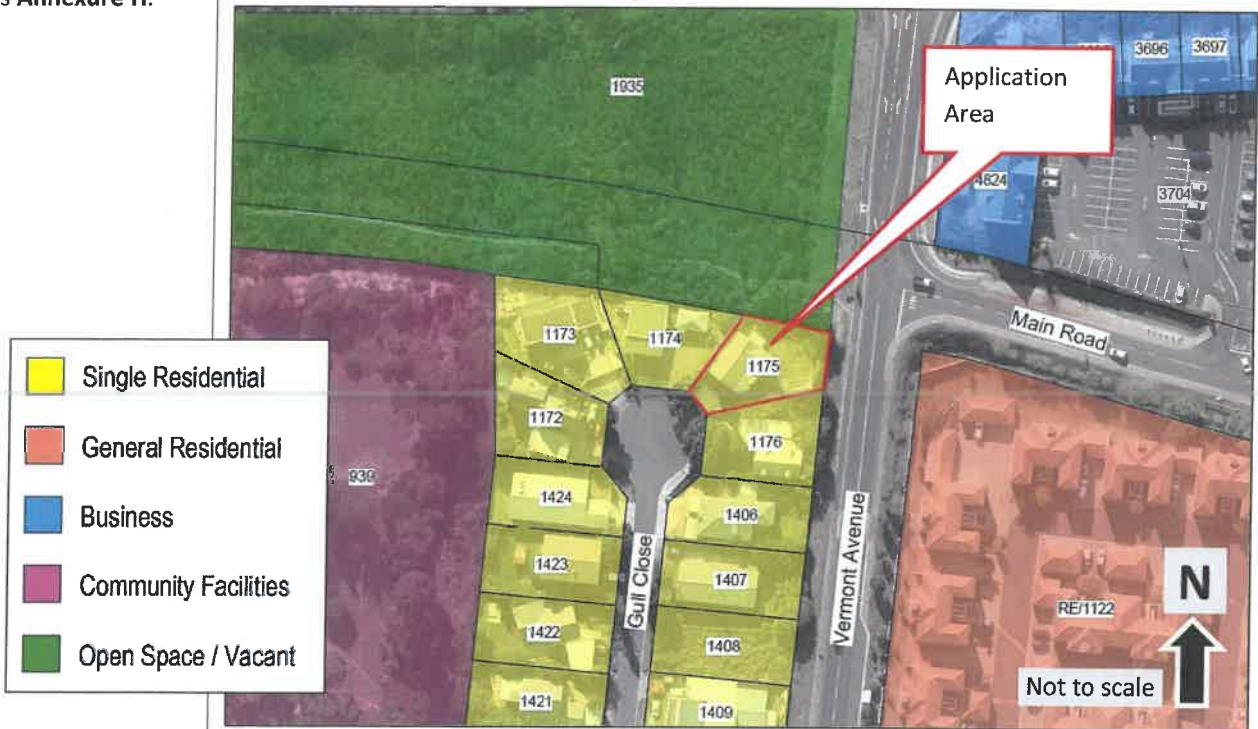 s Annexure H.
1935
3696
3697
Application
Area
4624
3704
Main Road
1173
1174
1175
Single Residential
General Residential
Business
Community Facilities
Open Space / Vacant
1172
1176
939
1424
1406
1423
1407
Gull Close
Vermont Avenue
RE/1122
N
1422
1408
1421
1409
Not to scale